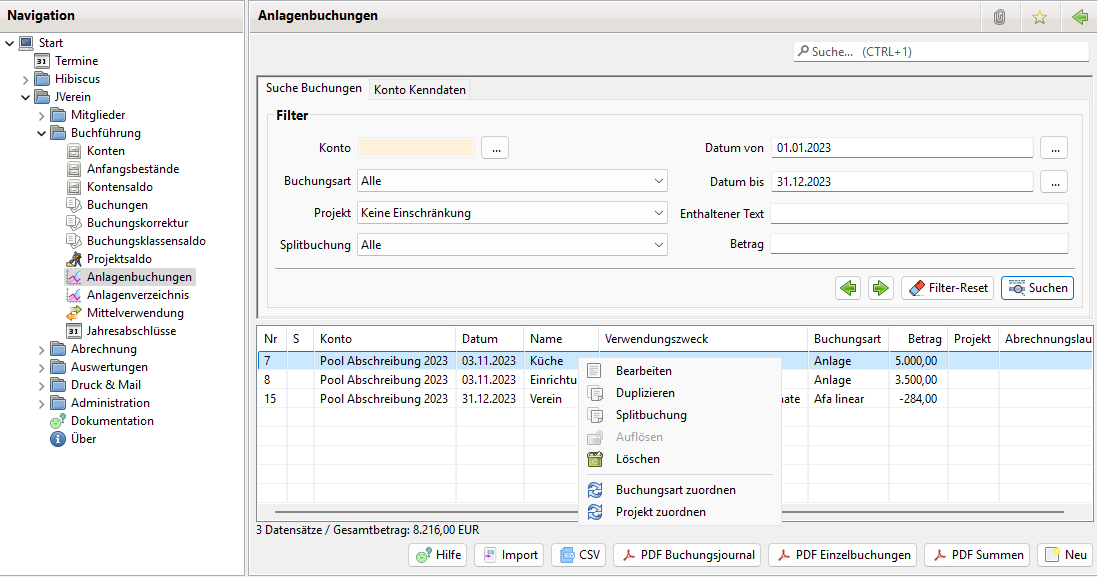 Navigation
Start
31 Termine
Hibiscus
JVerein
Mitglieder
Buchführung
Konten
Anfangsbestände
Kontensaldo
Buchungen
Buchungskorrektur
Buchungsklassensaldo
Projektsaldo
Anlagenbuchungen
Anlagenverzeichnis
Mittelverwendung
31 Jahresabschlüsse
Abrechnung
Auswertungen
Druck & Mail
Administration
Dokumentation
Über
Anlagenbuchungen
Suche... (CTRL+1)
Suche Buchungen Konto Kenndaten
Filter
Konto ... Datum von 01.01.2023 ...
Buchungsart Alle Datum bis 31.12.2023 ...
Projekt Keine Einschränkung Enthaltener Text
Splitbuchung Alle Betrag
Filter-Reset Suchen
Nr S Konto Datum Name Verwendungszweck Buchungsart Betrag Projekt Abrechnungslau
7 Pool Abschreibung 2023 03.11.2023 Küche Anlage 5.000,00
8 Pool Abschreibung 2023 03.11.2023 Einrichtu Anlage 3.500,00
15 Pool Abschreibung 2023 31.12.2023 Verein nate Afa linear -284,00
Bearbeiten
Duplizieren
Splitbuchung
Auflösen
Löschen
Buchungsart zuordnen
Projekt zuordnen
3 Datensätze / Gesamtbetrag: 8.216,00 EUR
Hilfe Import CSV PDF Buchungsjournal PDF Einzelbuchungen PDF Summen Neu